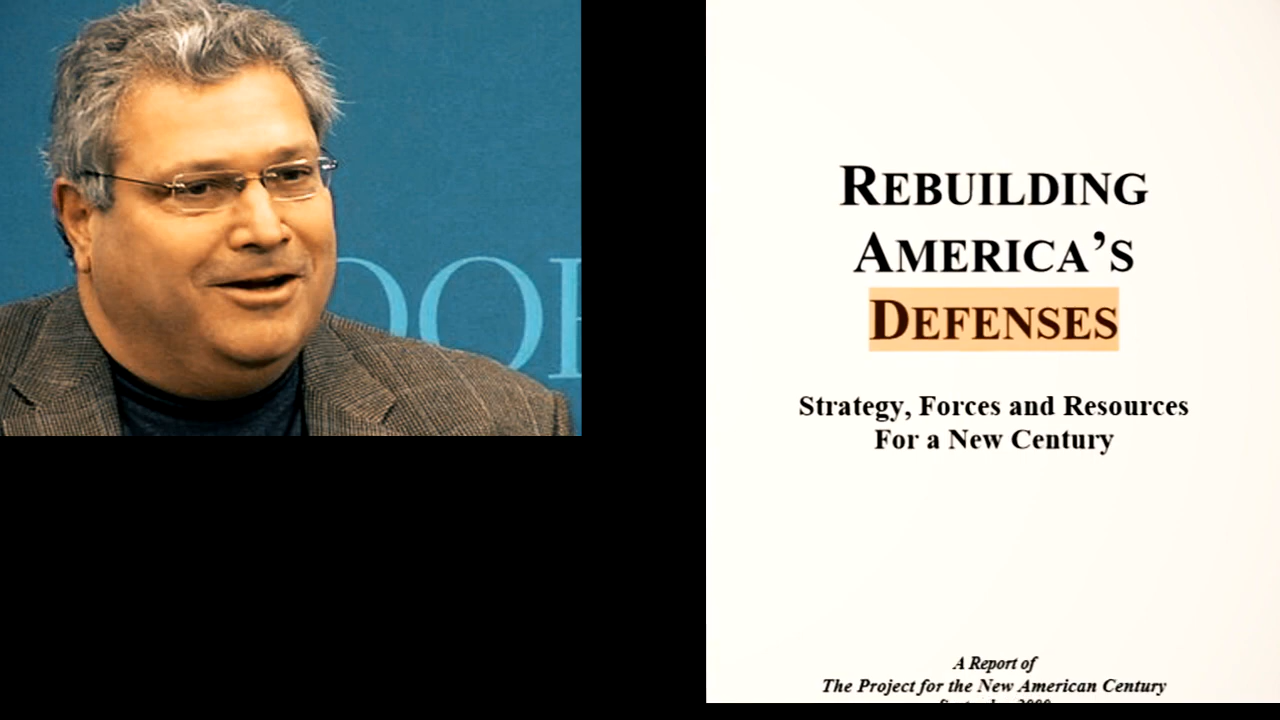 OO
REBUILDING
AMERICA'S
DEFENSES
Strategy, Forces and Resources
For a New Century
A Report of
The Project for the New American Century